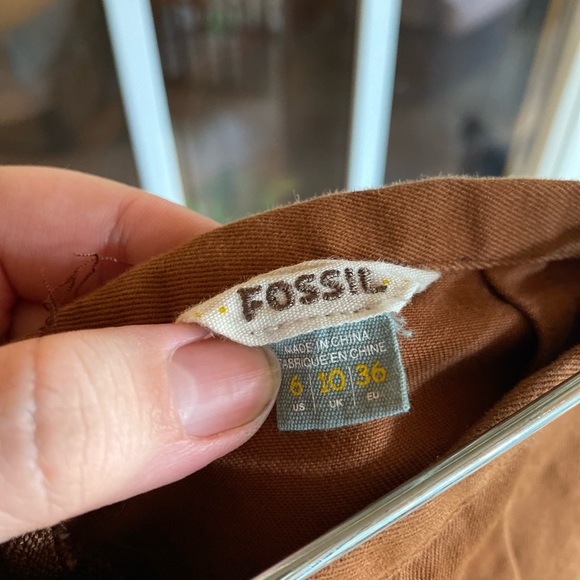 FOSSIL
MADE IN CHINA
FABRIQUE EN CHINE
6 10 36
US UK EU